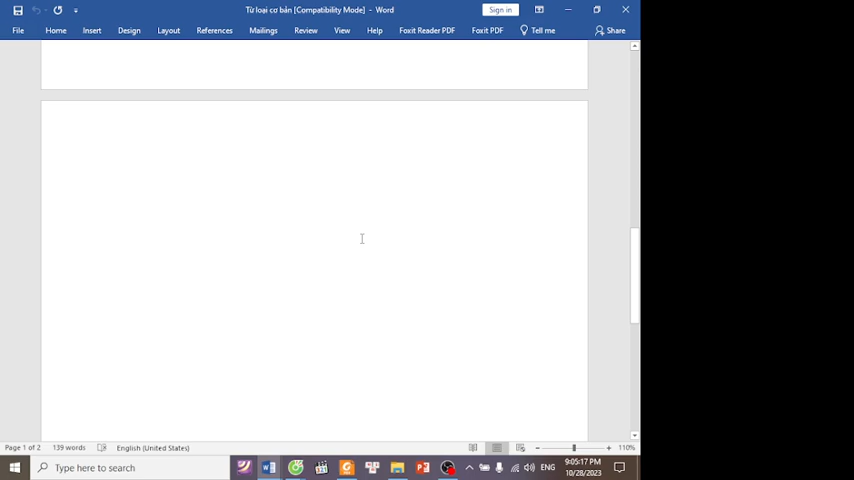 Từ loại cơ bản [Compatibility Mode] - Word
Sign in
File Home Insert Design Layout References Mailings Review View Help Foxit Reader PDF Foxit PDF Tell me Share
Page 1 of 2 139 words English (United States) 110%
Type here to search
ENG
9:05:17 PM
10/28/2023